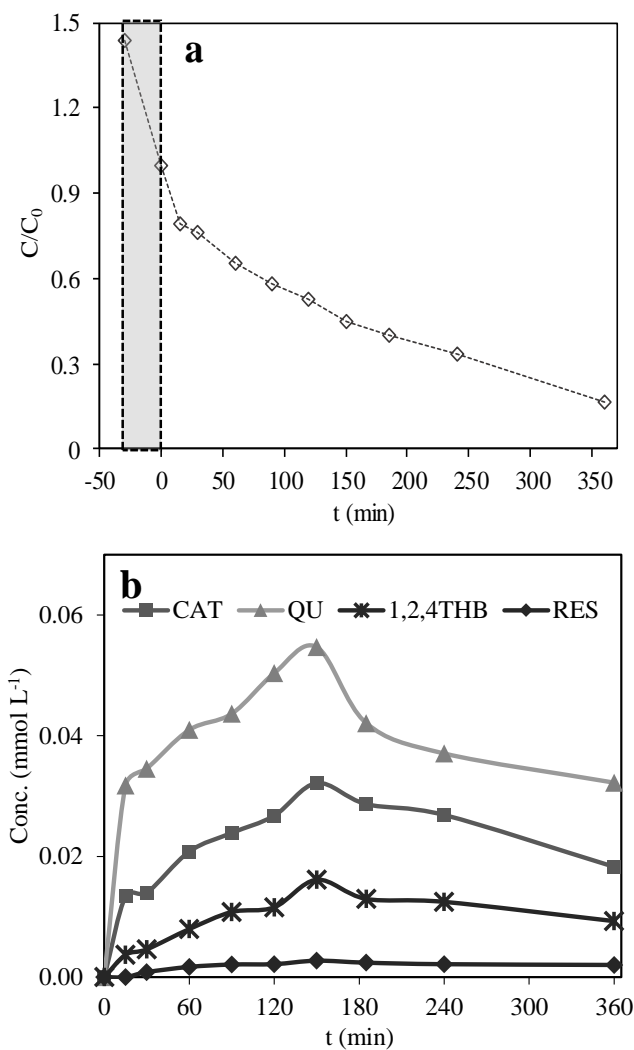 a
1.5
1.2
0.9
0.6
0.3
0
C/C0
-50 0 50 100 150 200 250 300 350
t (min)
b
CAT QU 1,2,4THB RES
0.06
0.04
0.02
0.00
Conc. (mmol L-1)
0 60 120 180 240 300 360
t (min)